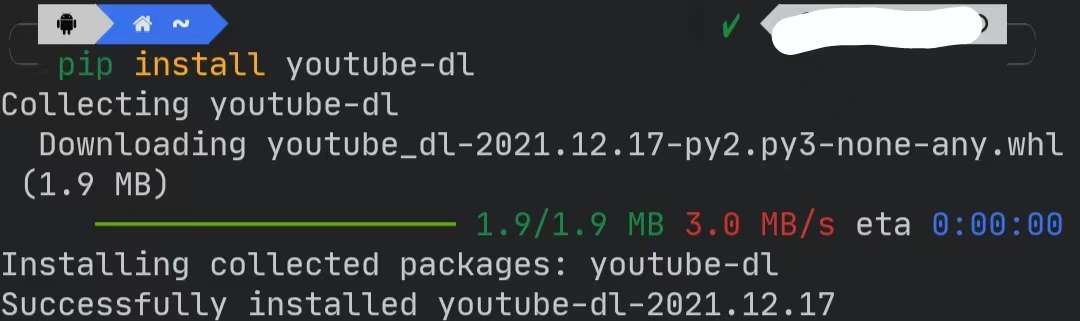 ~
pip install youtube-dl
Collecting youtube-dl
Downloading youtube_dl-2021.12.17-py2.py3-none-any.whl
(1.9 MB)
1.9/1.9 MB 3.0 MB/s eta 0:00:00
Installing collected packages: youtube-dl
Successfully installed youtube-dl-2021.12.17